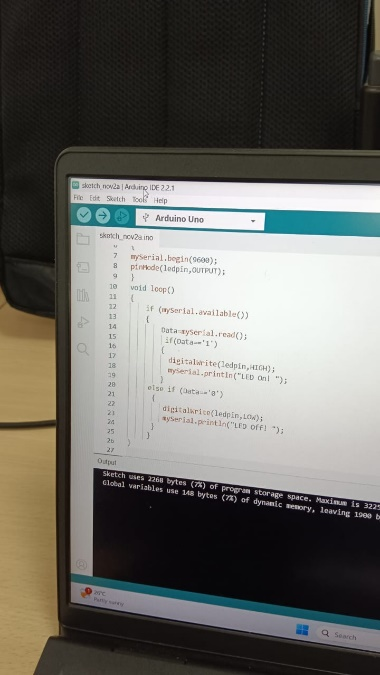 sketch_nov2a | Arduino IDE 2.2.1
File Edit Sketch Tools Help
Arduino Uno
sketch_nov2a.ino
6 {
7 mySerial.begin(9600);
8 pinMode(ledpin,OUTPUT);
9 }
10 void loop()
11 {
12 if (mySerial.available())
13 {
14 Data=mySerial.read();
15 if(Data=='1')
16 {
17 digitalWrite(ledpin,HIGH);
18 mySerial.println("LED On! ");
19 }
20 else if (Data=='0')
21 {
22 digitalWrite(ledpin,LOW);
23 mySerial.println("LED Off! ");
24 }
25 }
26 }
27
Output
Sketch uses 2268 bytes (7%) of program storage space. Maximum is 3225
Global variables use 148 bytes (7%) of dynamic memory, leaving 1900 b
Partly sunny
Search